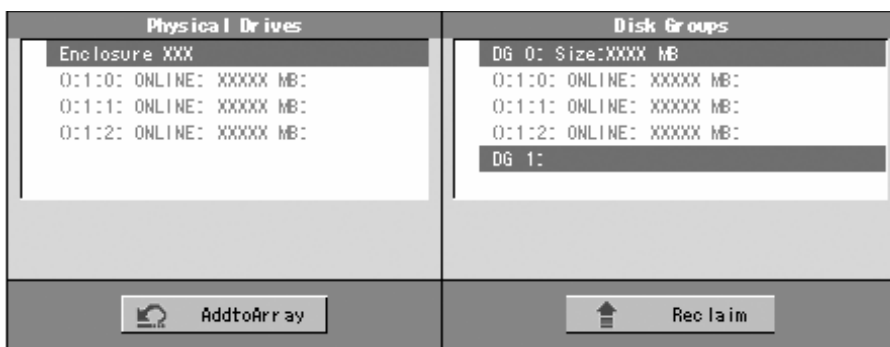 Physical Drives
Enclosure XXX
0:1:0: ONLINE: XXXXX MB:
0:1:1: ONLINE: XXXXX MB:
0:1:2: ONLINE: XXXXX MB:
AddtoArray
Disk Groups
DG 0: Size:XXXX MB
0:1:0: ONLINE: XXXXX MB:
0:1:1: ONLINE: XXXXX MB:
0:1:2: ONLINE: XXXXX MB:
DG 1:
Reclaim